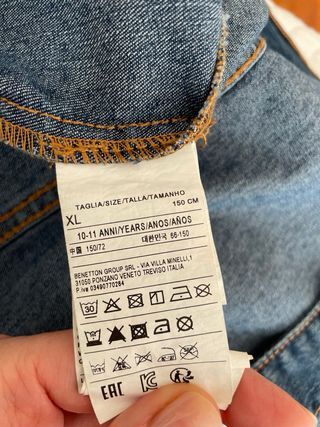 TAGLIA/SIZE/TALLA/TAMANHO
XL 150 CM
10-11 ANNI/YEARS/ANOS/AÑOS
中国 150/72 대한민국 66-150
BENETTON GROUP SRL - VIA VILLA MINELLI,1
31050 PONZANO VENETO TREVISO ITALIA
P.iva 03490770264
30
EAC